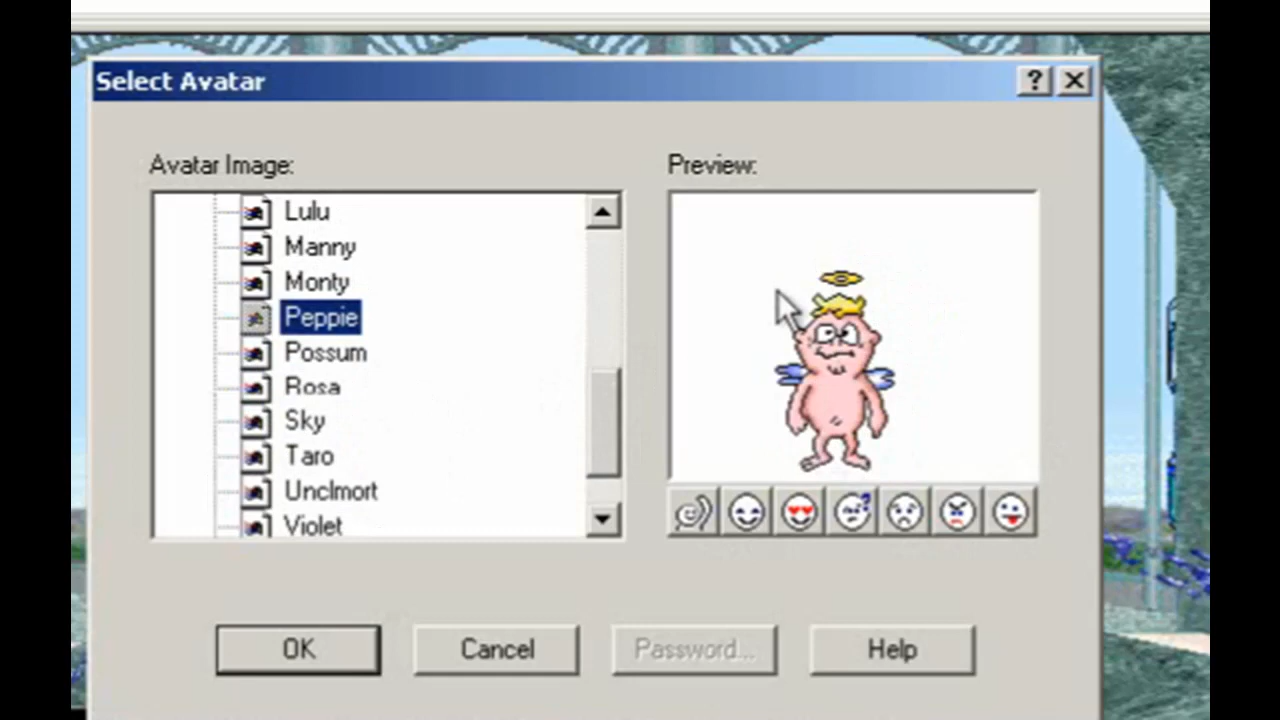 Select Avatar
?
Avatar Image:
Preview:
Lulu
Manny
Monty
Peppie
Possum
Rosa
Sky
Taro
Unclmort
Violet
OK
Cancel
Password...
Help